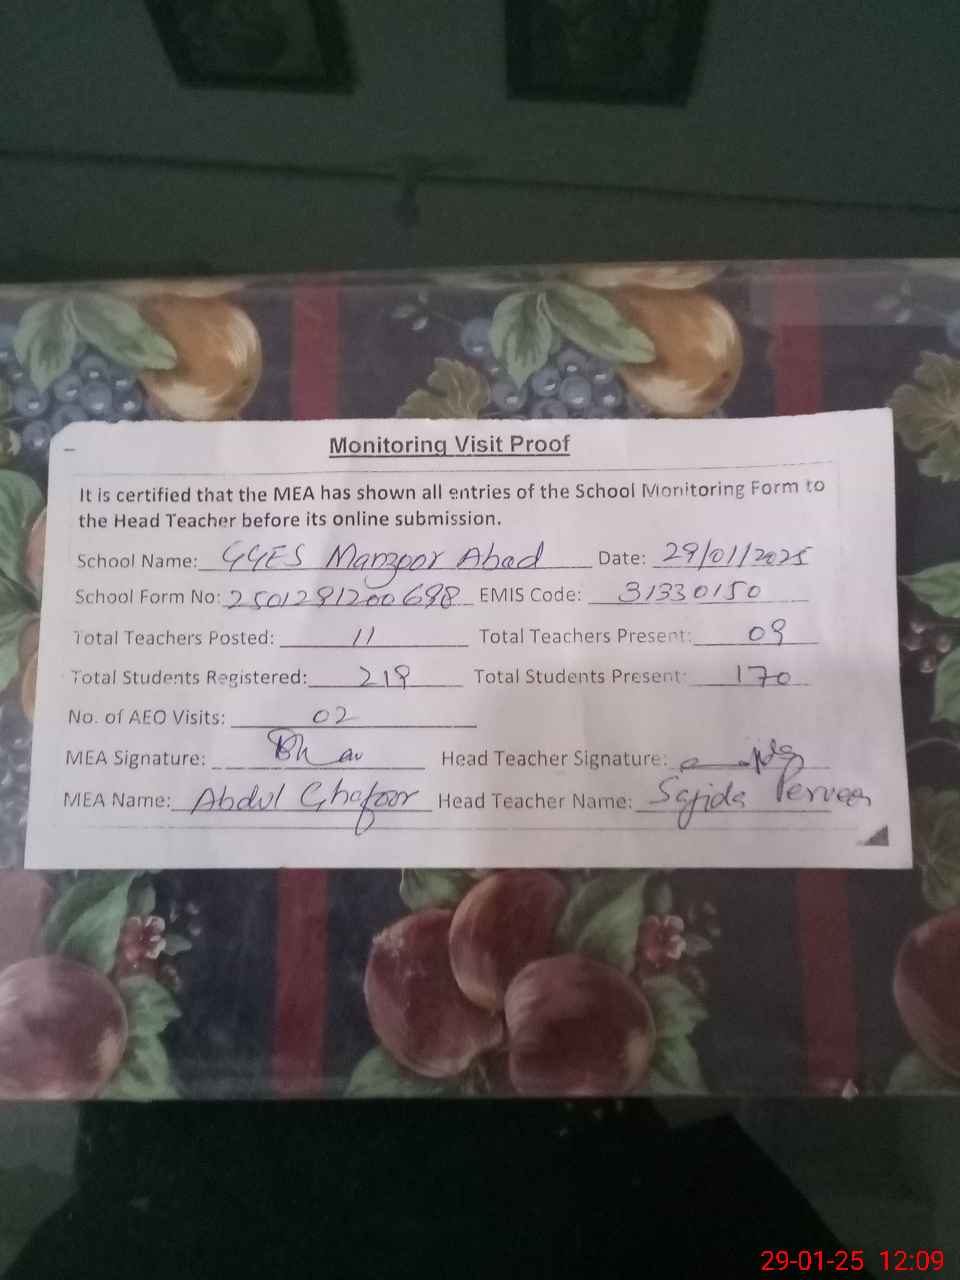 Monitoring Visit Proof
It is certified that the MEA has shown all entries of the School Monitoring Form to
the Head Teacher before its online submission.
School Name: GGES Manzoor Abad Date: 29/01/2025
School Form No: 2501291200698 EMIS Code: 31330150
Total Teachers Posted: 11 Total Teachers Present: 09
Total Students Registered: 219 Total Students Present: 170
No. of AEO Visits: 02
MEA Signature: Head Teacher Signature:
MEA Name: Abdul Ghafoor Head Teacher Name: Sajida Perveen
29-01-25 12:09